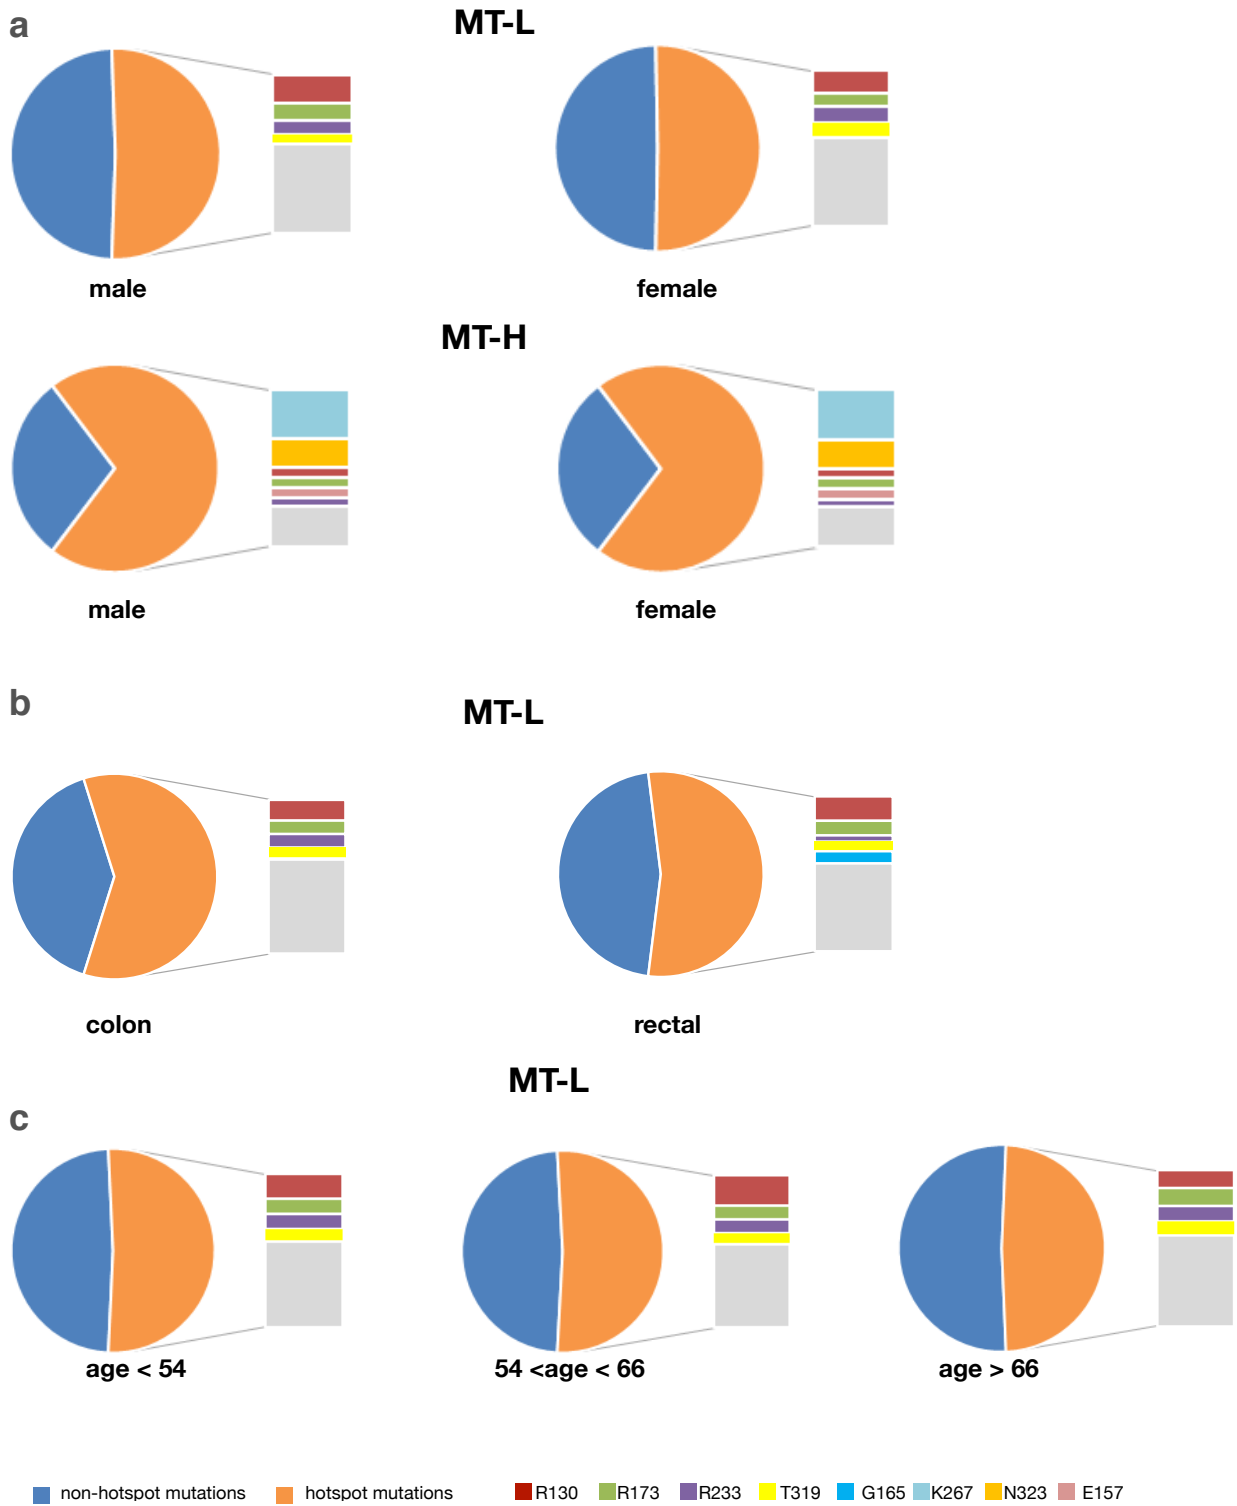 a
MT-L
male
female
MT-H
male
female
b
MT-L
colon
rectal
MT-L
c
age < 54
54 <age < 66
age > 66
non-hotspot mutations
hotspot mutations
R130
R173
R233
T319
G165
K267
N323
E157